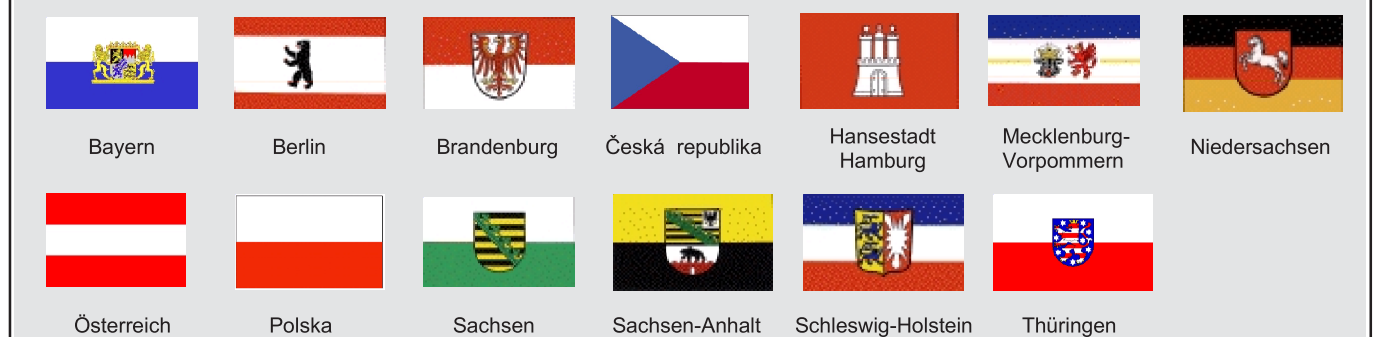 Bayern
Berlin
Brandenburg
Česká republika
Hansestadt
Hamburg
Mecklenburg-
Vorpommern
Niedersachsen
Österreich
Polska
Sachsen
Sachsen-Anhalt
Schleswig-Holstein
Thüringen